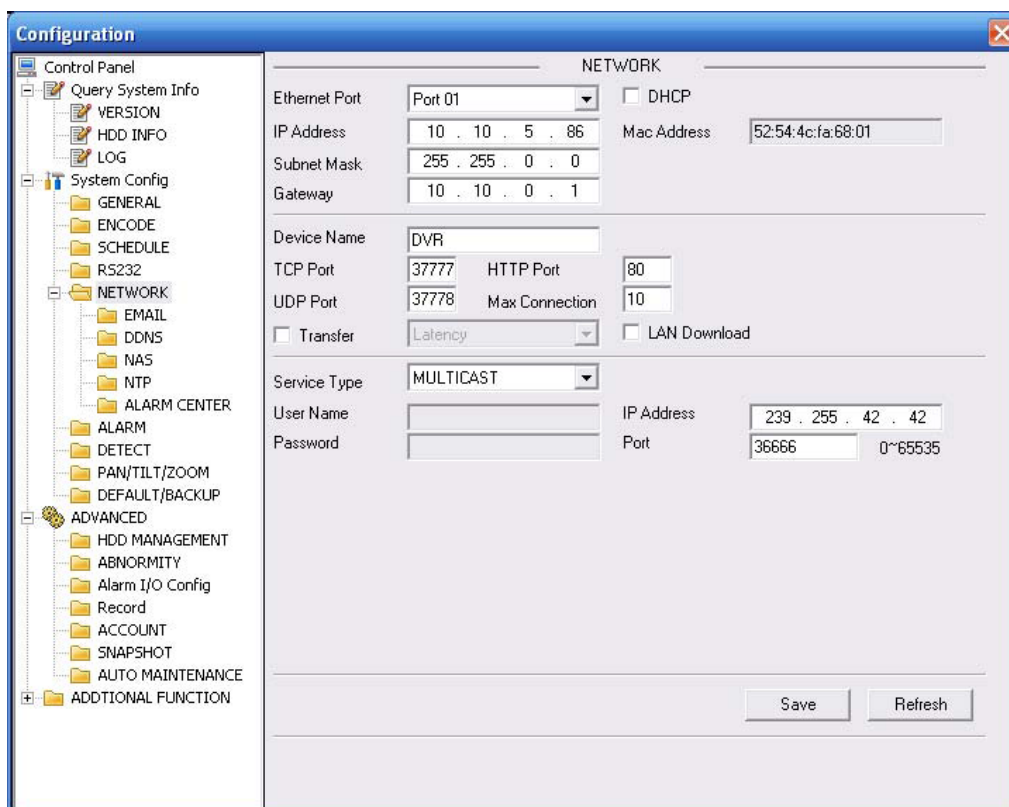 Configuration
Control Panel
Query System Info
VERSION
HDD INFO
LOG
System Config
GENERAL
ENCODE
SCHEDULE
RS232
NETWORK
EMAIL
DDNS
NAS
NTP
ALARM CENTER
ALARM
DETECT
PAN/TILT/ZOOM
DEFAULT/BACKUP
ADVANCED
HDD MANAGEMENT
ABNORMITY
Alarm I/O Config
Record
ACCOUNT
SNAPSHOT
AUTO MAINTENANCE
ADDTIONAL FUNCTION
NETWORK
Ethernet Port Port 01 DHCP
IP Address 10 . 10 . 5 . 86 Mac Address 52:54:4c:fa:68:01
Subnet Mask 255 . 255 . 0 . 0
Gateway 10 . 10 . 0 . 1
Device Name DVR
TCP Port 37777 HTTP Port 80
UDP Port 37778 Max Connection 10
Transfer Latency LAN Download
Service Type MULTICAST
User Name IP Address 239 . 255 . 42 . 42
Password Port 36666 0~65535
Save Refresh